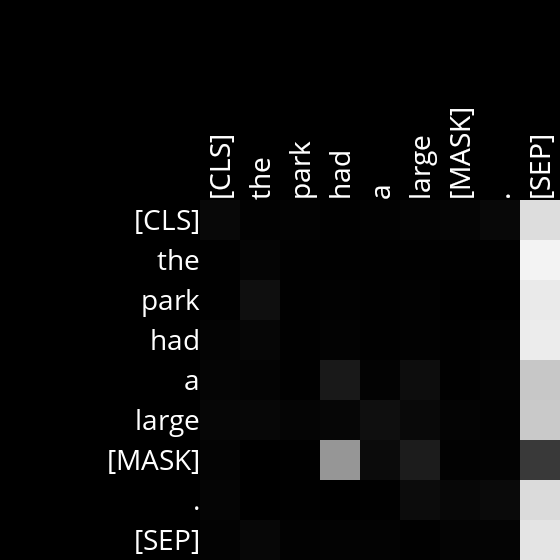 [CLS] the park had a large [MASK] . [SEP]
[CLS]
the
park
had
a
large
[MASK]
.
[SEP]